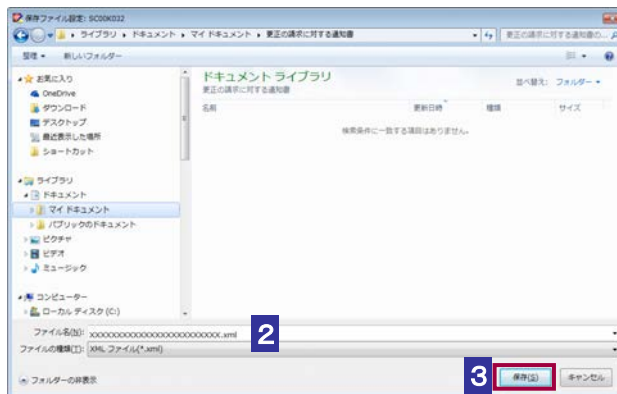 保存ファイル設定: SC00K032
ライブラリ ▸ ドキュメント ▸ マイ ドキュメント ▸ 更正の請求に対する通知書
更正の請求に対する通知書の...
整理 ▾ 新しいフォルダー
お気に入り
OneDrive
ダウンロード
デスクトップ
最近表示した場所
ショートカット
ライブラリ
ドキュメント
マイ ドキュメント
パブリックのドキュメント
ピクチャ
ビデオ
ミュージック
コンピューター
ローカル ディスク (C:)
ドキュメント ライブラリ
更正の請求に対する通知書
並べ替え: フォルダー ▾
名前 更新日時 種類 サイズ
検索条件に一致する項目はありません。
ファイル名(N): xxxxxxxxxxxxxxxxxxxxxxxxxx.xml
2
ファイルの種類(T): XML ファイル(*.xml)
フォルダーの非表示
3
保存(S) キャンセル